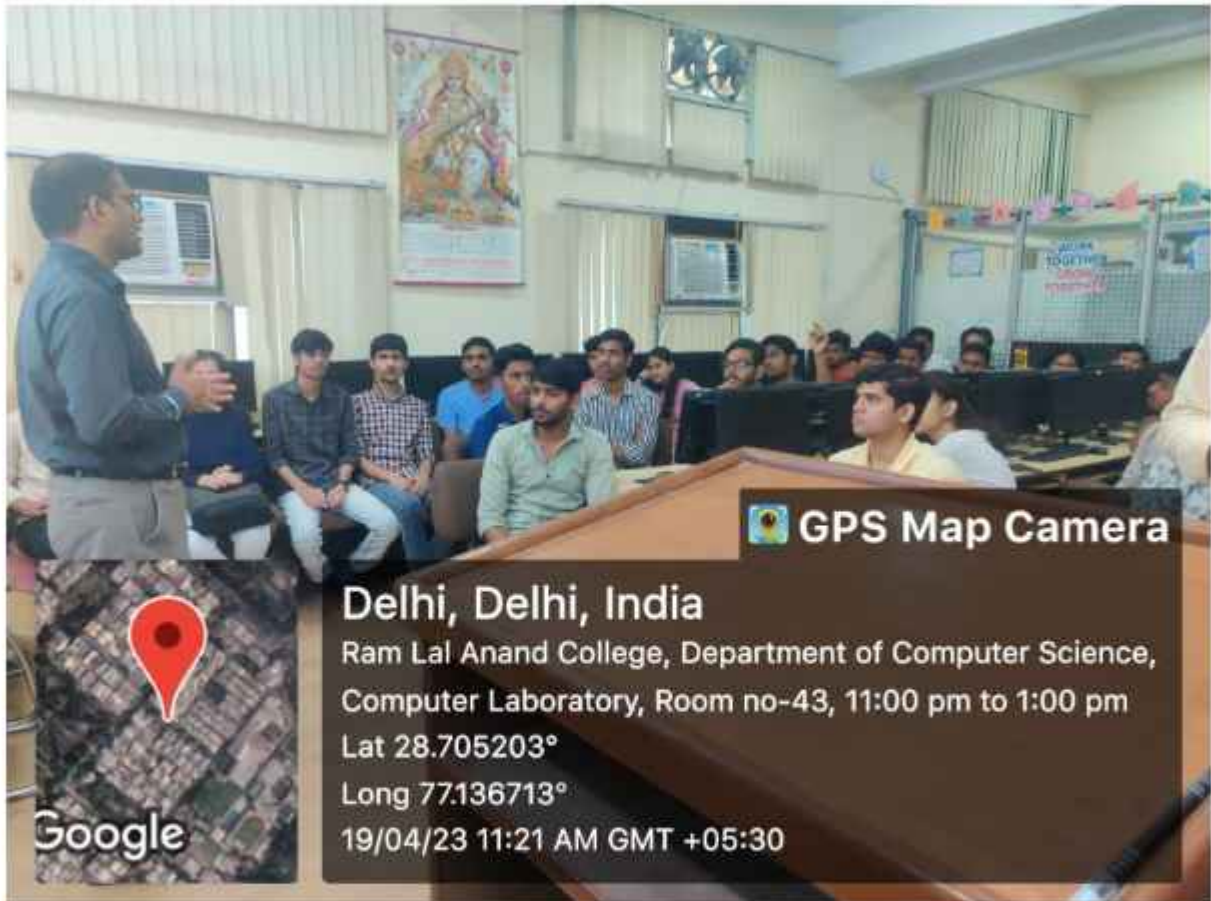 WORK
TOGETHER
GPS Map Camera
Delhi, Delhi, India
Ram Lal Anand College, Department of Computer Science,
Computer Laboratory, Room no-43, 11:00 pm to 1:00 pm
Lat 28.705203°
Long 77.136713°
19/04/23 11:21 AM GMT +05:30
Google